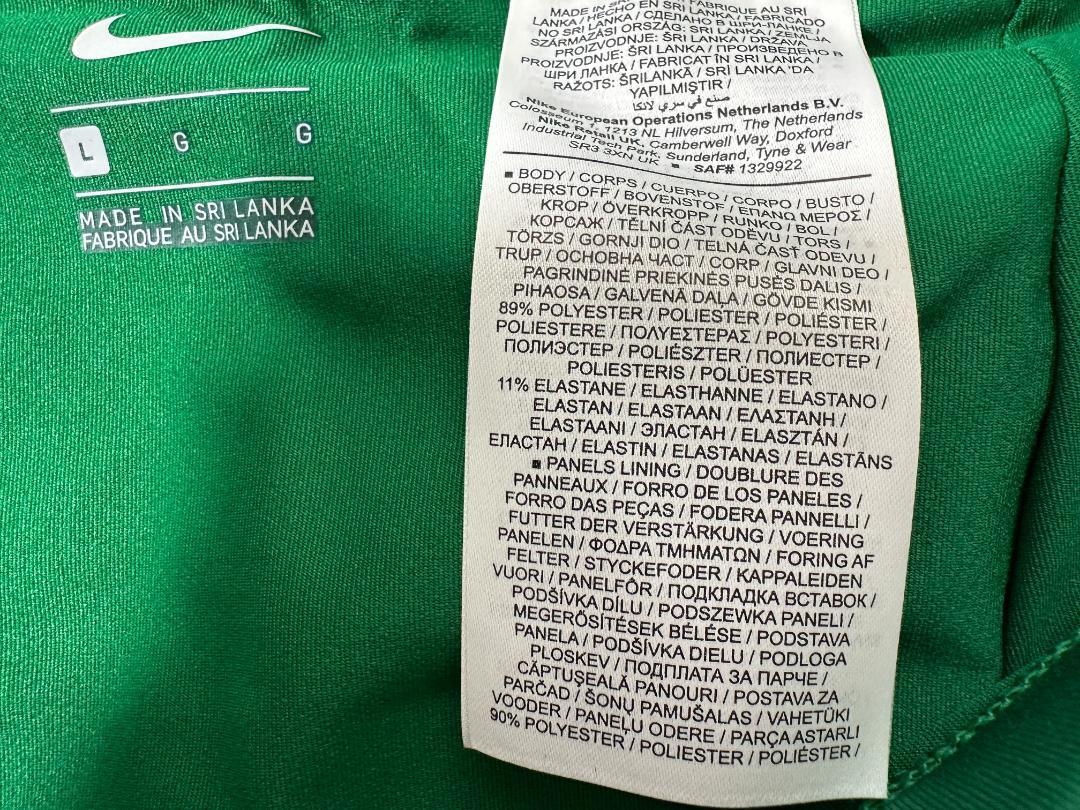 L G G
MADE IN SRI LANKA
FABRIQUE AU SRI LANKA
MADE IN SRI LANKA / FABRIQUE AU SRI
LANKA / HECHO EN SRI LANKA / FABRICADO
NO SRI LANKA / СДЕЛАНО В ШРИ-ЛАНКЕ /
SZÁRMAZÁSI ORSZÁG: SRI LANKA / ZEMLJA
PROIZVODNJE: ŠRI LANKA / DRŽAVA
PROIZVODNJE: ŠRI LANKA / ПРОИЗВЕДЕНО В
ШРИ ЛАНКА / FABRICAT ÎN SRI LANKA /
RAŽOTS: ŠRILANKĀ / SRİ LANKA 'DA
YAPILMIŞTIR /
صنع في سري لانكا
Nike European Operations Netherlands B.V.
Colosseum 1, 1213 NL Hilversum, The Netherlands
Nike Retail UK, Camberwell Way, Doxford
Industrial Tech Park, Sunderland, Tyne & Wear
SR3 3XN UK ▪ SAF# 1329922
▪ BODY / CORPS / CUERPO / CORPO / BUSTO /
OBERSTOFF / BOVENSTOF / ΕΠΑΝΩ ΜΕΡΟΣ /
KROP / ÖVERKROPP / RUNKO / BOL /
КОРСАЖ / TĚLNÍ ČÁST ODĚVU / TORS /
TÖRZS / GORNJI DIO / TELNÁ ČASŤ ODEVU /
TRUP / ОСНОВНА ЧАСТ / CORP / GLAVNI DEO /
PAGRINDINĖ PRIEKINĖS PUSĖS DALIS /
PIHAOSA / GALVENĀ DAĻA / GÖVDE KISMI
89% POLYESTER / POLIESTER / POLIÉSTER /
POLIESTERE / ΠΟΛΥΕΣΤΕΡΑΣ / POLYESTERI /
ПОЛИЭСТЕР / POLIÉSZTER / ПОЛИЕСТЕР /
POLIESTERIS / POLÜESTER
11% ELASTANE / ELASTHANNE / ELASTANO /
ELASTAN / ELASTAAN / ΕΛΑΣΤΑΝΗ /
ELASTAANI / ЭЛАСТАН / ELASZTÁN /
ЕЛАСТАН / ELASTIN / ELASTANAS / ELASTĀNS
▪ PANELS LINING / DOUBLURE DES
PANNEAUX / FORRO DE LOS PANELES /
FORRO DAS PEÇAS / FODERA PANNELLI /
FUTTER DER VERSTÄRKUNG / VOERING
PANELEN / ΦΟΔΡΑ ΤΜΗΜΑΤΩΝ / FORING AF
FELTER / STYCKEFODER / KAPPALEIDEN
VUORI / PANELFÔR / ПОДКЛАДКА ВСТАВОК /
PODŠÍVKA DÍLU / PODSZEWKA PANELI /
MEGERŐSÍTÉSEK BÉLÉSE / PODSTAVA
PANELA / PODŠÍVKA DIELU / PODLOGA
PLOSKEV / ПОДПЛАТА ЗА ПАРЧЕ /
CĂPTUȘEALĂ PANOURI / POSTAVA ZA
PARČAD / ŠONŲ PAMUŠALAS / VAHETÜKI
VOODER / PANEĻU ODERE / PARÇA ASTARLI
90% POLYESTER / POLIESTER / POLIÉSTER /